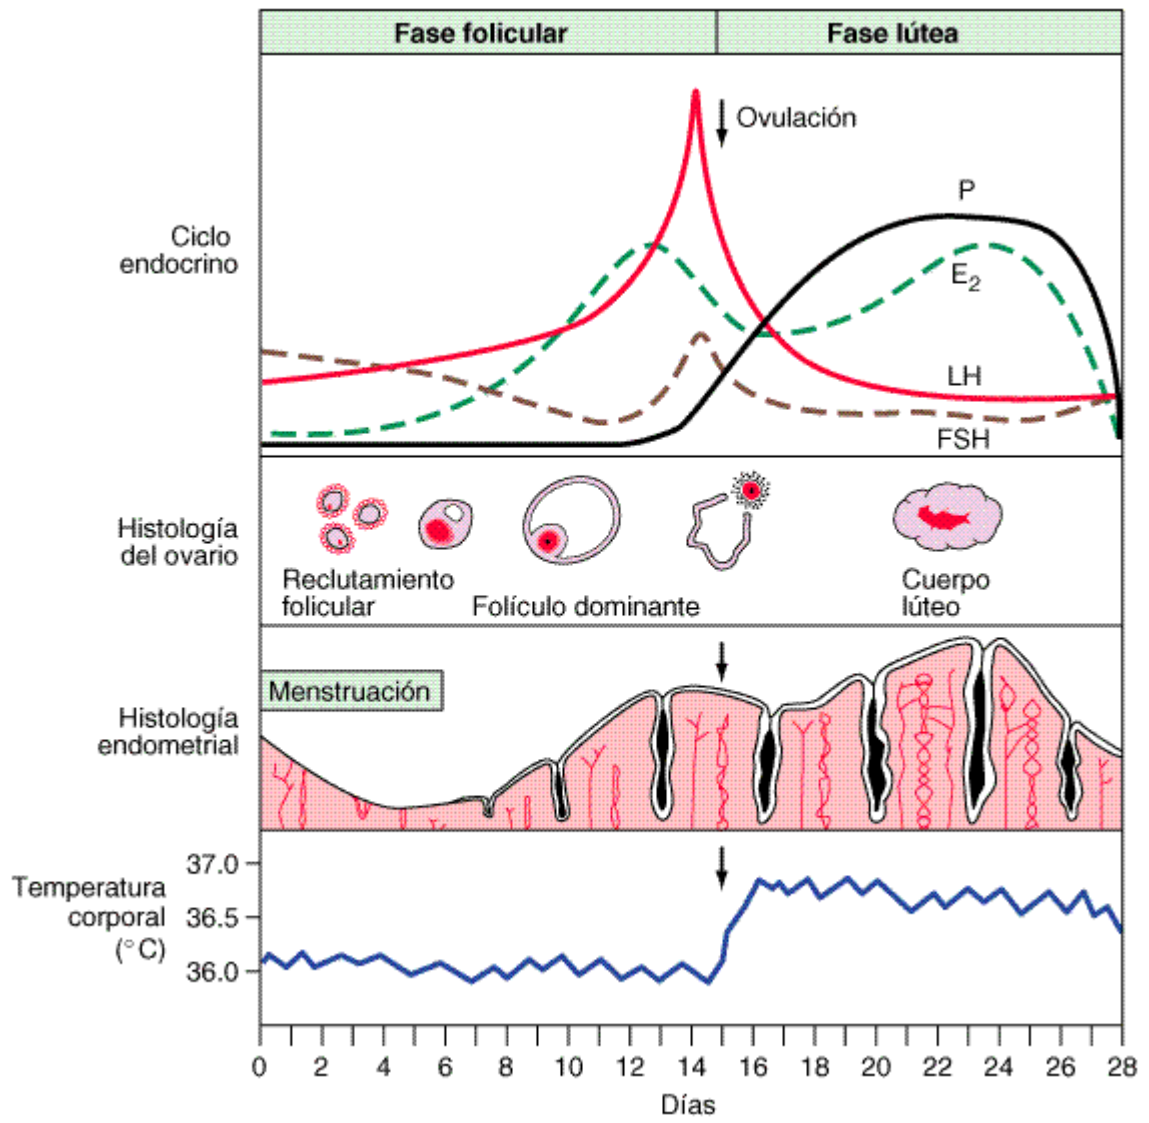 Fase folicular
Fase lútea
Ovulación
P
E2
LH
FSH
Ciclo
endocrino
Histología
del ovario
Reclutamiento
folicular
Folículo dominante
Cuerpo
lúteo
Menstruación
Histología
endometrial
Temperatura
corporal
(°C)
37.0
36.5
36.0
0 2 4 6 8 10 12 14 16 18 20 22 24 26 28
Días